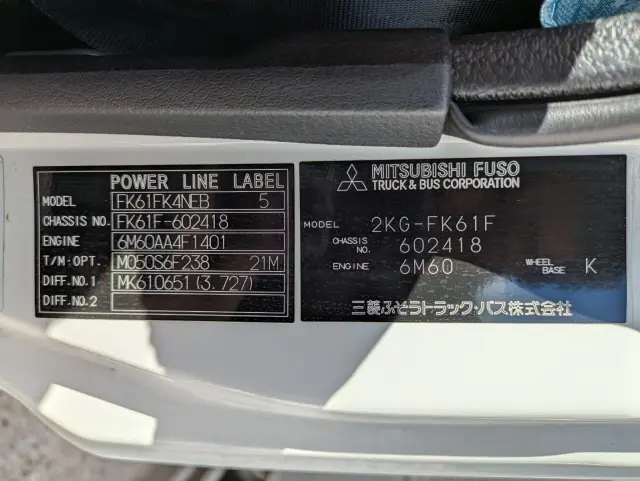 POWER LINE LABEL
MODEL FK61FK4NEB 5
CHASSIS NO. FK61F-602418
ENGINE 6M60AA4F1401
T/M·OPT. M050S6F238 21M
DIFF.NO.1 MK610651(3.727)
DIFF.NO.2
MITSUBISHI FUSO
TRUCK & BUS CORPORATION
MODEL 2KG-FK61F
CHASSIS NO. 602418
ENGINE 6M60 WHEEL BASE K
三菱ふそうトラック・バス株式会社